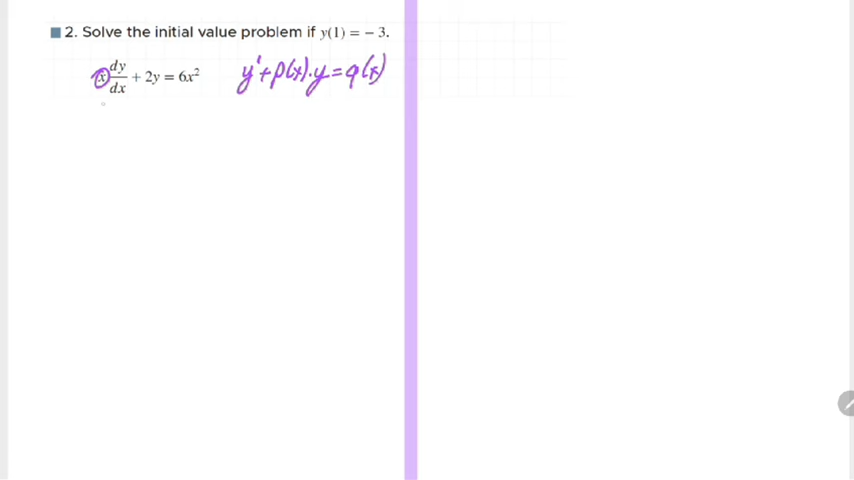 2. Solve the initial value problem if y(1) = − 3.
x dy/dx + 2y = 6x² y' + p(x)·y = q(x)